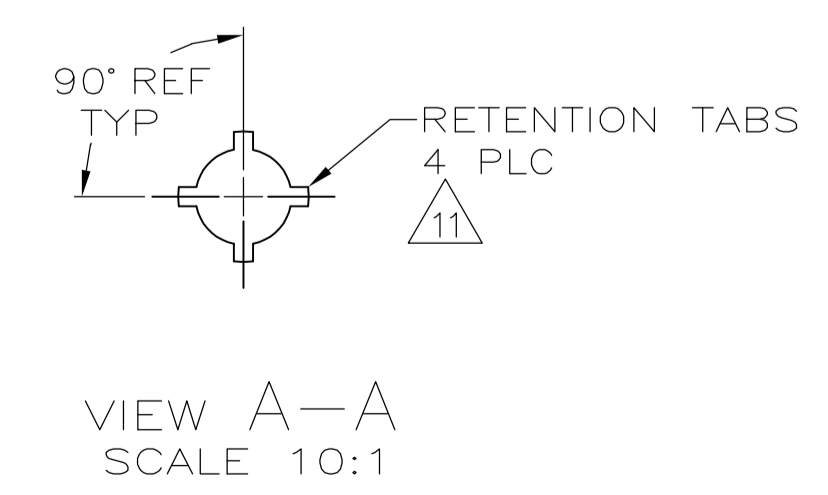 90° REF
TYP
RETENTION TABS
4 PLC
11
VIEW A-A
SCALE 10:1